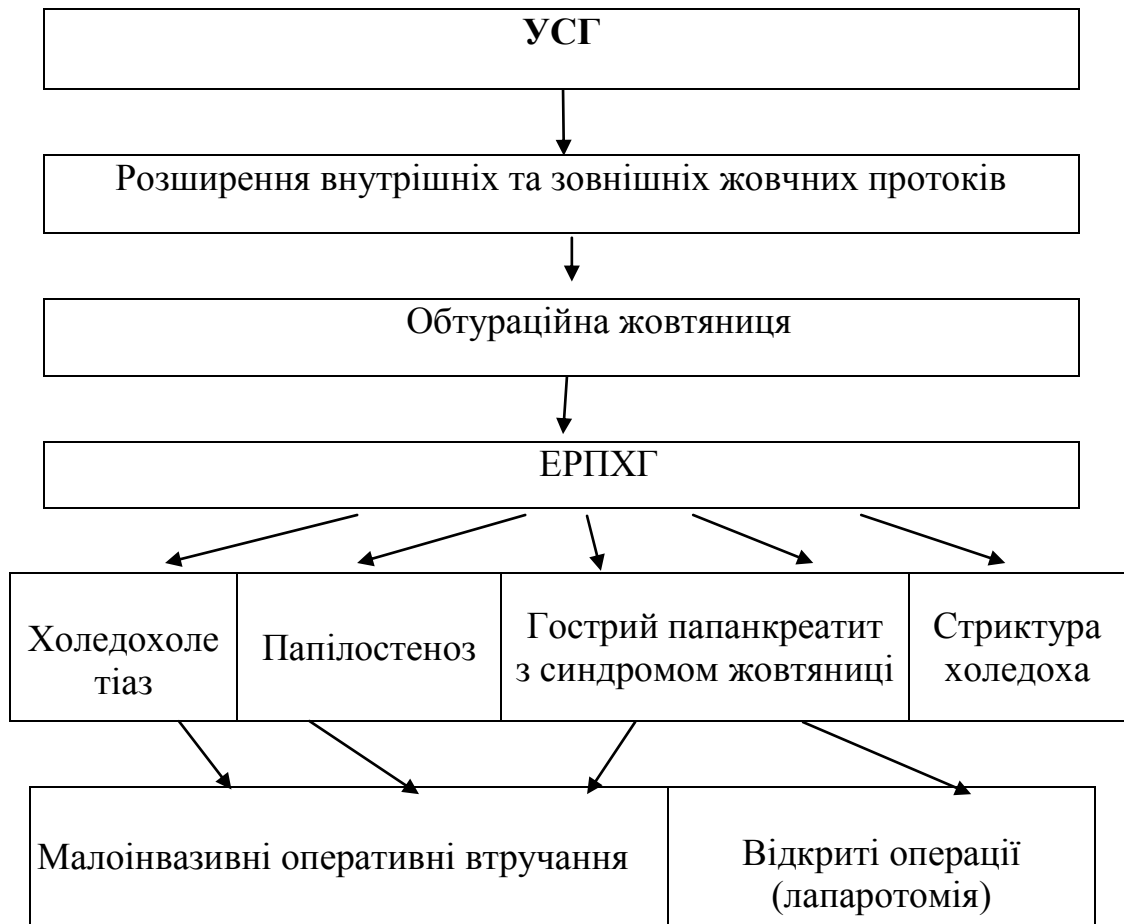 УСГ
Розширення внутрішніх та зовнішніх жовчних протоків
Обтураційна жовтяниця
ЕРПХГ
Холедохоле
тіаз
Папілостеноз
Гострий папанкреатит
з синдромом жовтяниці
Стриктура
холедоха
Малоінвазивні оперативні втручання
Відкриті операції
(лапаротомія)